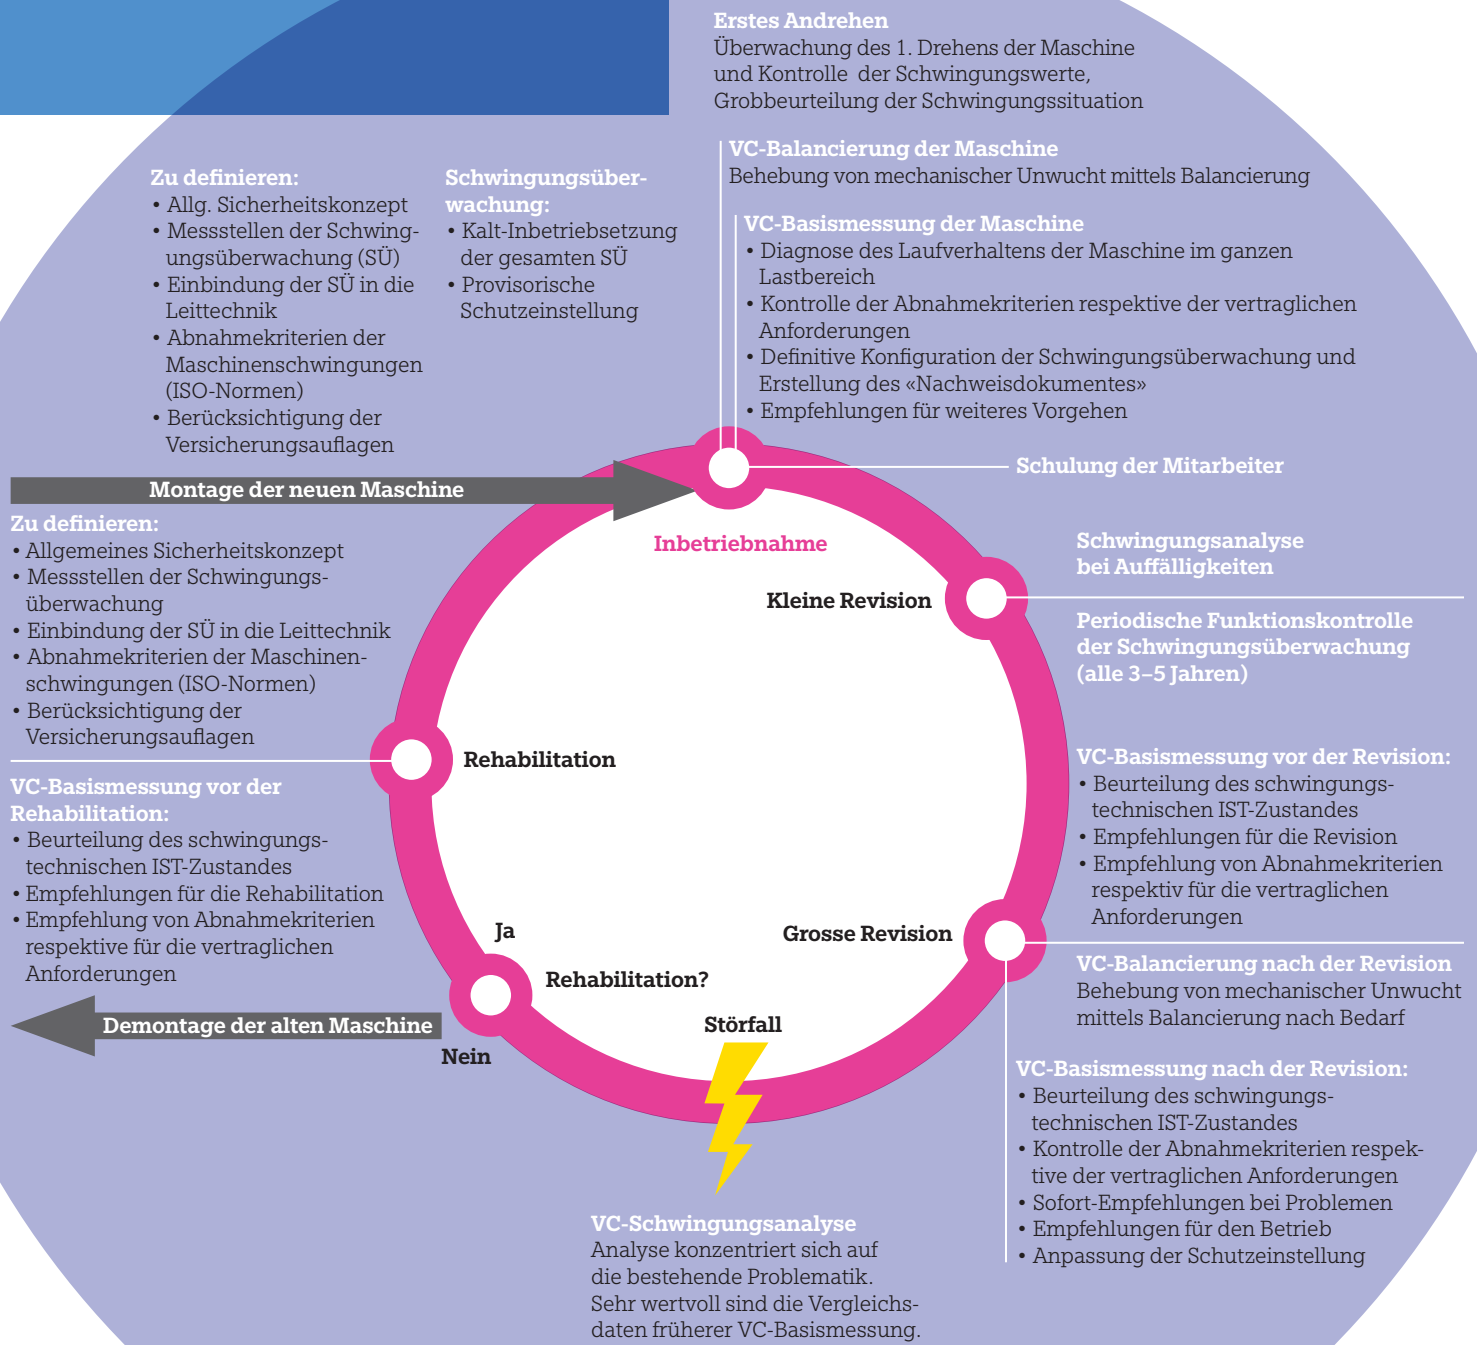 Erstes Andrehen
Überwachung des 1. Drehens der Maschine
und Kontrolle der Schwingungswerte,
Grobbeurteilung der Schwingungssituation
VC-Balancierung der Maschine
Behebung von mechanischer Unwucht mittels Balancierung
VC-Basismessung der Maschine
• Diagnose des Laufverhaltens der Maschine im ganzen
Lastbereich
• Kontrolle der Abnahmekriterien respektive der vertraglichen
Anforderungen
• Definitive Konfiguration der Schwingungsüberwachung und
Erstellung des «Nachweisdokumentes»
• Empfehlungen für weiteres Vorgehen
Zu definieren:
• Allg. Sicherheitskonzept
• Messstellen der Schwing-
ungsüberwachung (SÜ)
• Einbindung der SÜ in die
Leittechnik
• Abnahmekriterien der
Maschinenschwingungen
(ISO-Normen)
• Berücksichtigung der
Versicherungsauflagen
Schwingungsüber-
wachung:
• Kalt-Inbetriebsetzung
der gesamten SÜ
• Provisorische
Schutzeinstellung
Montage der neuen Maschine
Schulung der Mitarbeiter
Inbetriebnahme
Zu definieren:
• Allgemeines Sicherheitskonzept
• Messstellen der Schwingungs-
überwachung
• Einbindung der SÜ in die Leittechnik
• Abnahmekriterien der Maschinen-
schwingungen (ISO-Normen)
• Berücksichtigung der
Versicherungsauflagen
Kleine Revision
Schwingungsanalyse
bei Auffälligkeiten
Periodische Funktionskontrolle
der Schwingungsüberwachung
(alle 3–5 Jahren)
Rehabilitation
VC-Basismessung vor der
Rehabilitation:
• Beurteilung des schwingungs-
technischen IST-Zustandes
• Empfehlungen für die Rehabilitation
• Empfehlung von Abnahmekriterien
respektive für die vertraglichen
Anforderungen
VC-Basismessung vor der Revision:
• Beurteilung des schwingungs-
technischen IST-Zustandes
• Empfehlungen für die Revision
• Empfehlung von Abnahmekriterien
respektiv für die vertraglichen
Anforderungen
Grosse Revision
VC-Balancierung nach der Revision
Behebung von mechanischer Unwucht
mittels Balancierung nach Bedarf
VC-Basismessung nach der Revision:
• Beurteilung des schwingungs-
technischen IST-Zustandes
• Kontrolle der Abnahmekriterien respek-
tive der vertraglichen Anforderungen
• Sofort-Empfehlungen bei Problemen
• Empfehlungen für den Betrieb
• Anpassung der Schutzeinstellung
Ja
Rehabilitation?
Demontage der alten Maschine
Nein
Störfall
VC-Schwingungsanalyse
Analyse konzentriert sich auf
die bestehende Problematik.
Sehr wertvoll sind die Vergleichs-
daten früherer VC-Basismessung.